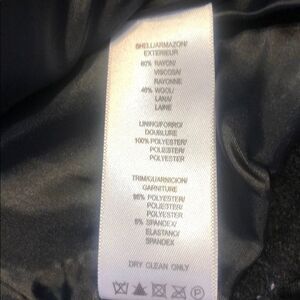 SHELL/ARMAZON/
EXTERIEUR
60% RAYON/
VISCOSA/
RAYONNE
40% WOOL/
LANA/
LAINE
LINING/FORRO/
DOUBLURE
100% POLYESTER/
POLIESTER/
POLYESTER
TRIM/GUARNICION/
GARNITURE
95% POLYESTER/
POLIESTER/
POLYESTER
5% SPANDEX/
ELASTANO/
SPANDEX
DRY CLEAN ONLY
P